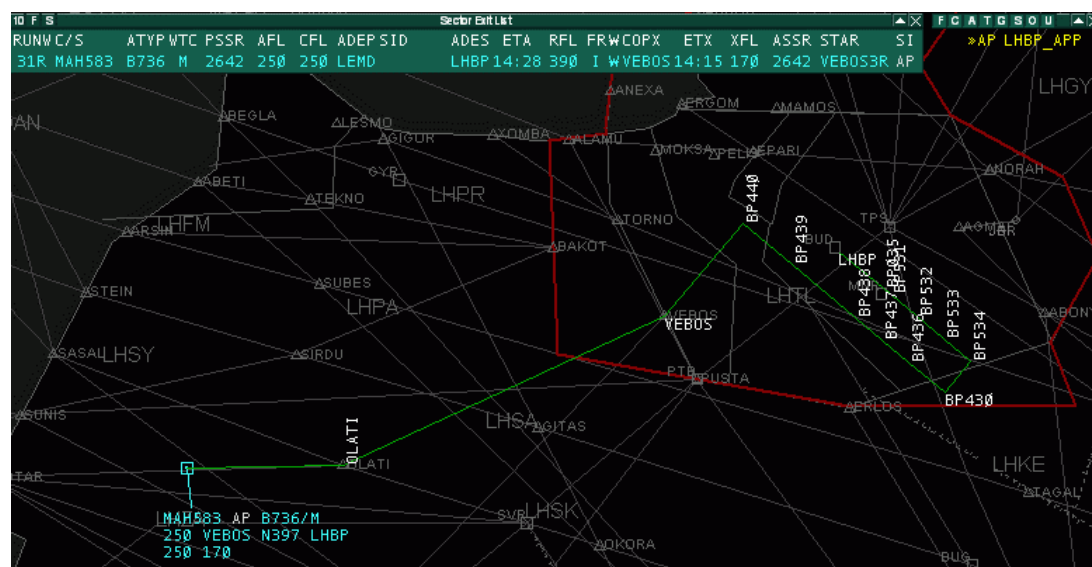 10 F S Sector Exit List F C A T G S O U
RUNW C/S ATYP WTC PSSR AFL CFL ADEP SID ADES ETA RFL FR W COPX ETX XFL ASSR STAR SI
»AP LHBP_APP
31R MAH583 B736 M 2642 250 250 LEMD LHBP 14:28 390 I W VEBOS 14:15 170 2642 VEBOS3R AP
ANEXA
LHGY
ERGOM
MAMOS
BEGLA
LESMO
GIGUR
XOMBA
ALAMU
MOKSA
PELIS
EPARI
NORAH
GYR
ABETI
LHPR
TEKNO
BP440
LHFM
ARSIN
TORNO
BP439
TPS
BUD
BAKOT
LHBP
BP531
SUBES
STEIN
LHPA
LHTL
BP438
BP532
BP437
BP533
VEBOS
VEBOS
ABONY
BP436
BP534
SASAL
LHSY
SIRDU
PTB
PUSTA
SUNIS
LHSA
GITAS
ERLOS
BP430
OLATI
OLATI
LHKE
TAGAL
MAH583 AP B736/M
SVR
LHSK
250 VEBOS N397 LHBP
250 170
OKORA
BUG